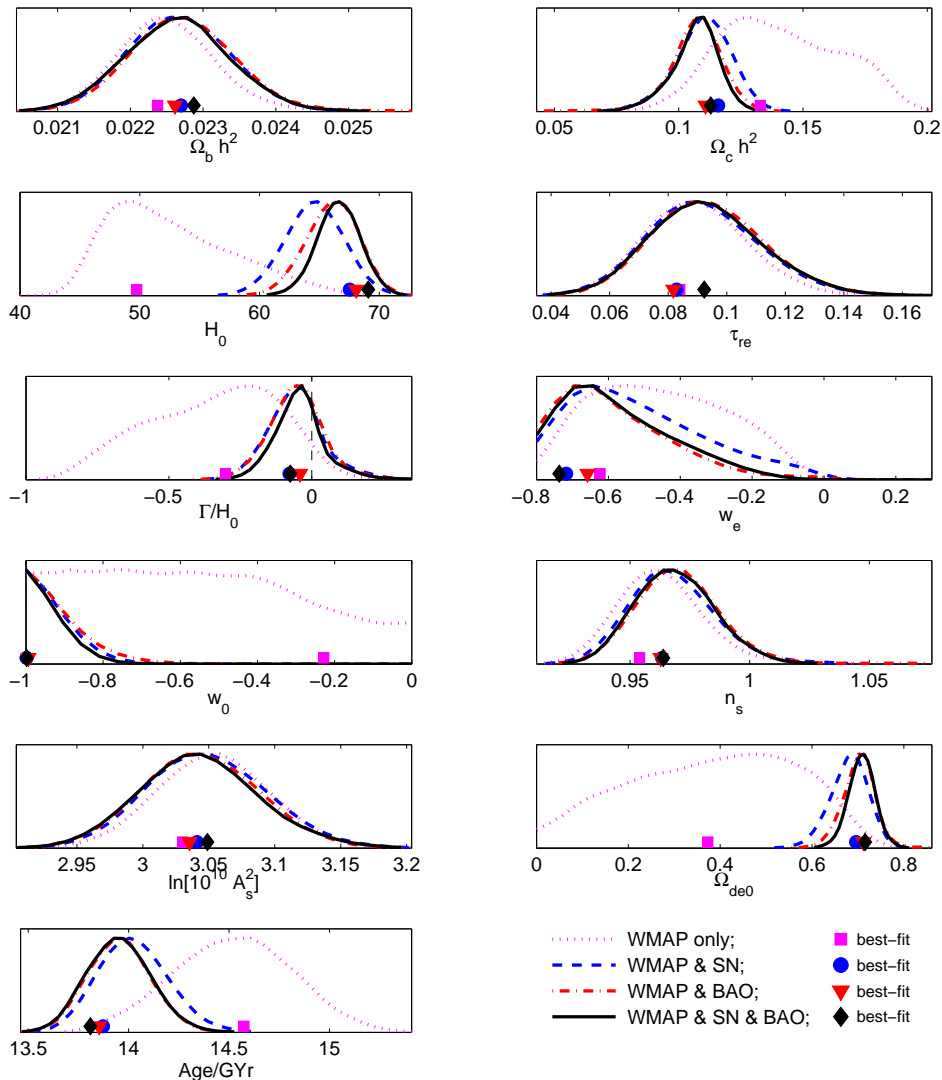 0.021 0.022 0.023 0.024 0.025
Ω_b h²
0.05 0.1 0.15 0.2
Ω_c h²
40 50 60 70
H_0
0.04 0.06 0.08 0.1 0.12 0.14 0.16
τ_re
−1 −0.5 0
Γ/H_0
−0.8 −0.6 −0.4 −0.2 0 0.2
w_e
−1 −0.8 −0.6 −0.4 −0.2 0
w_0
0.95 1 1.05
n_s
2.95 3 3.05 3.1 3.15 3.2
ln[10^10 A_s^2]
0 0.2 0.4 0.6 0.8
Ω_de0
13.5 14 14.5 15
Age/GYr
WMAP only; best−fit
WMAP & SN; best−fit
WMAP & BAO; best−fit
WMAP & SN & BAO; best−fit